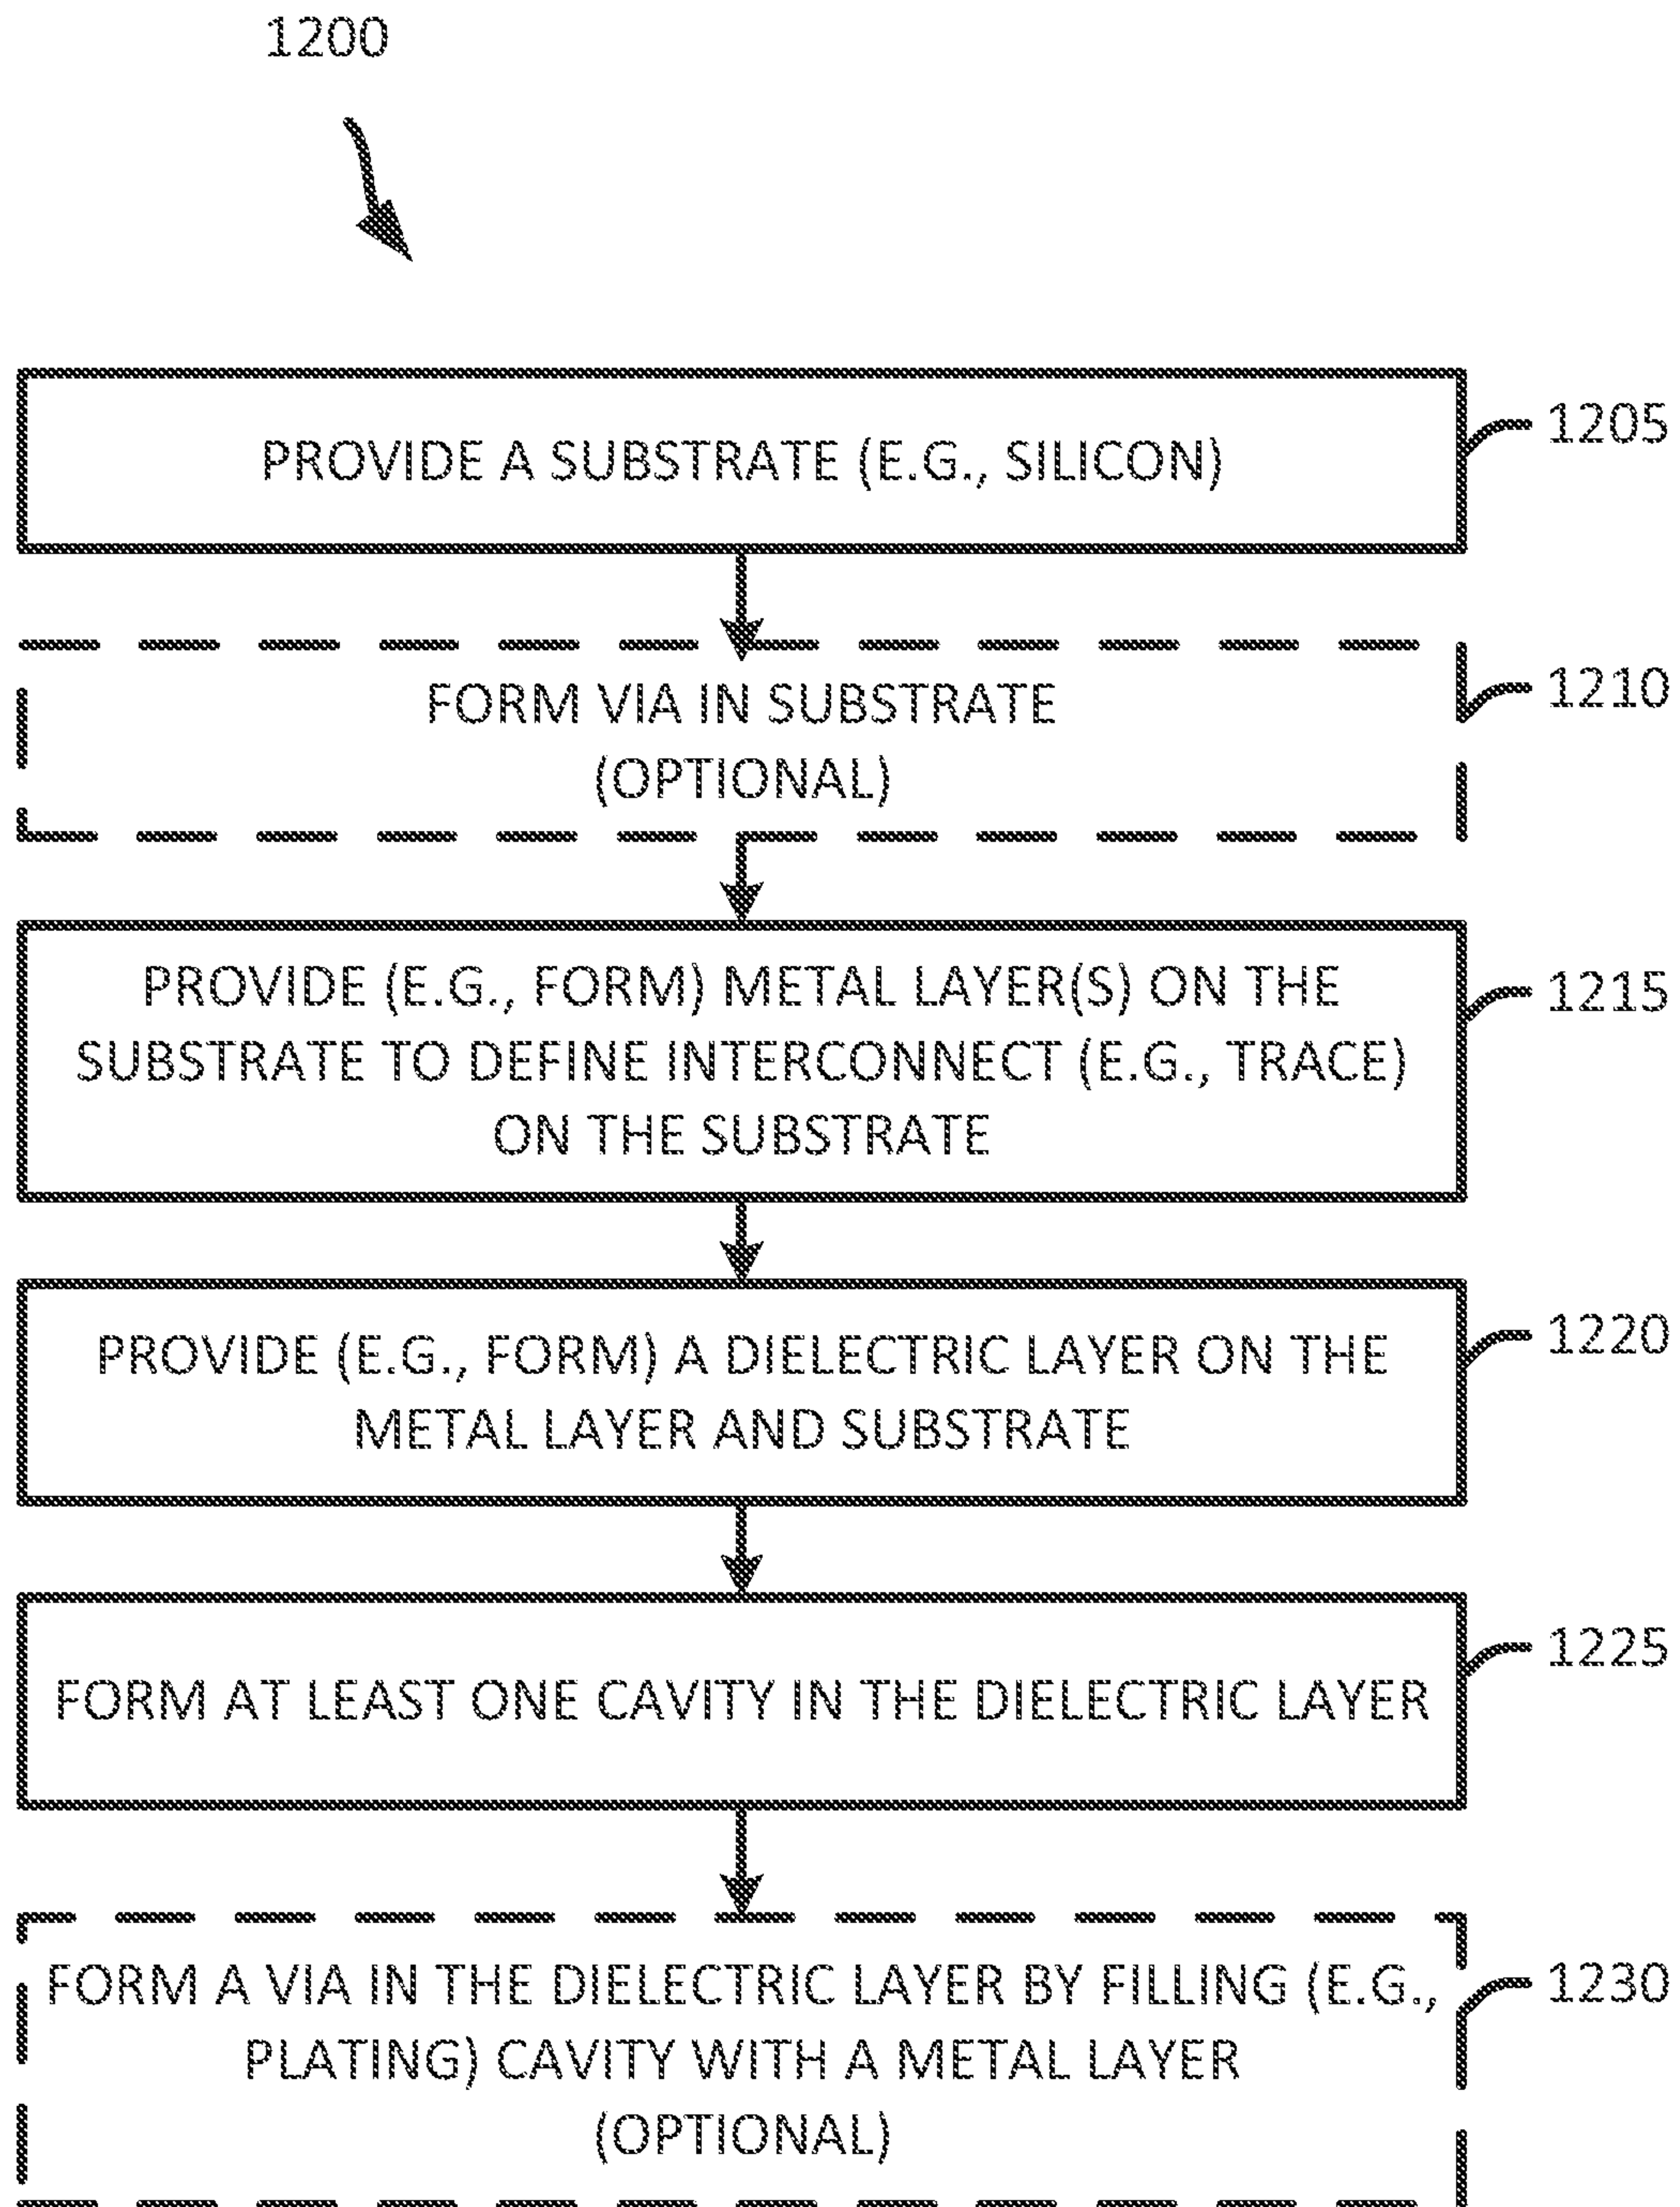 1200
PROVIDE A SUBSTRATE (E.G., SILICON)
1205
FORM VIA IN SUBSTRATE
(OPTIONAL)
1210
PROVIDE (E.G., FORM) METAL LAYER(S) ON THE
SUBSTRATE TO DEFINE INTERCONNECT (E.G., TRACE)
ON THE SUBSTRATE
1215
PROVIDE (E.G., FORM) A DIELECTRIC LAYER ON THE
METAL LAYER AND SUBSTRATE
1220
FORM AT LEAST ONE CAVITY IN THE DIELECTRIC LAYER
1225
FORM A VIA IN THE DIELECTRIC LAYER BY FILLING (E.G.,
PLATING) CAVITY WITH A METAL LAYER
(OPTIONAL)
1230